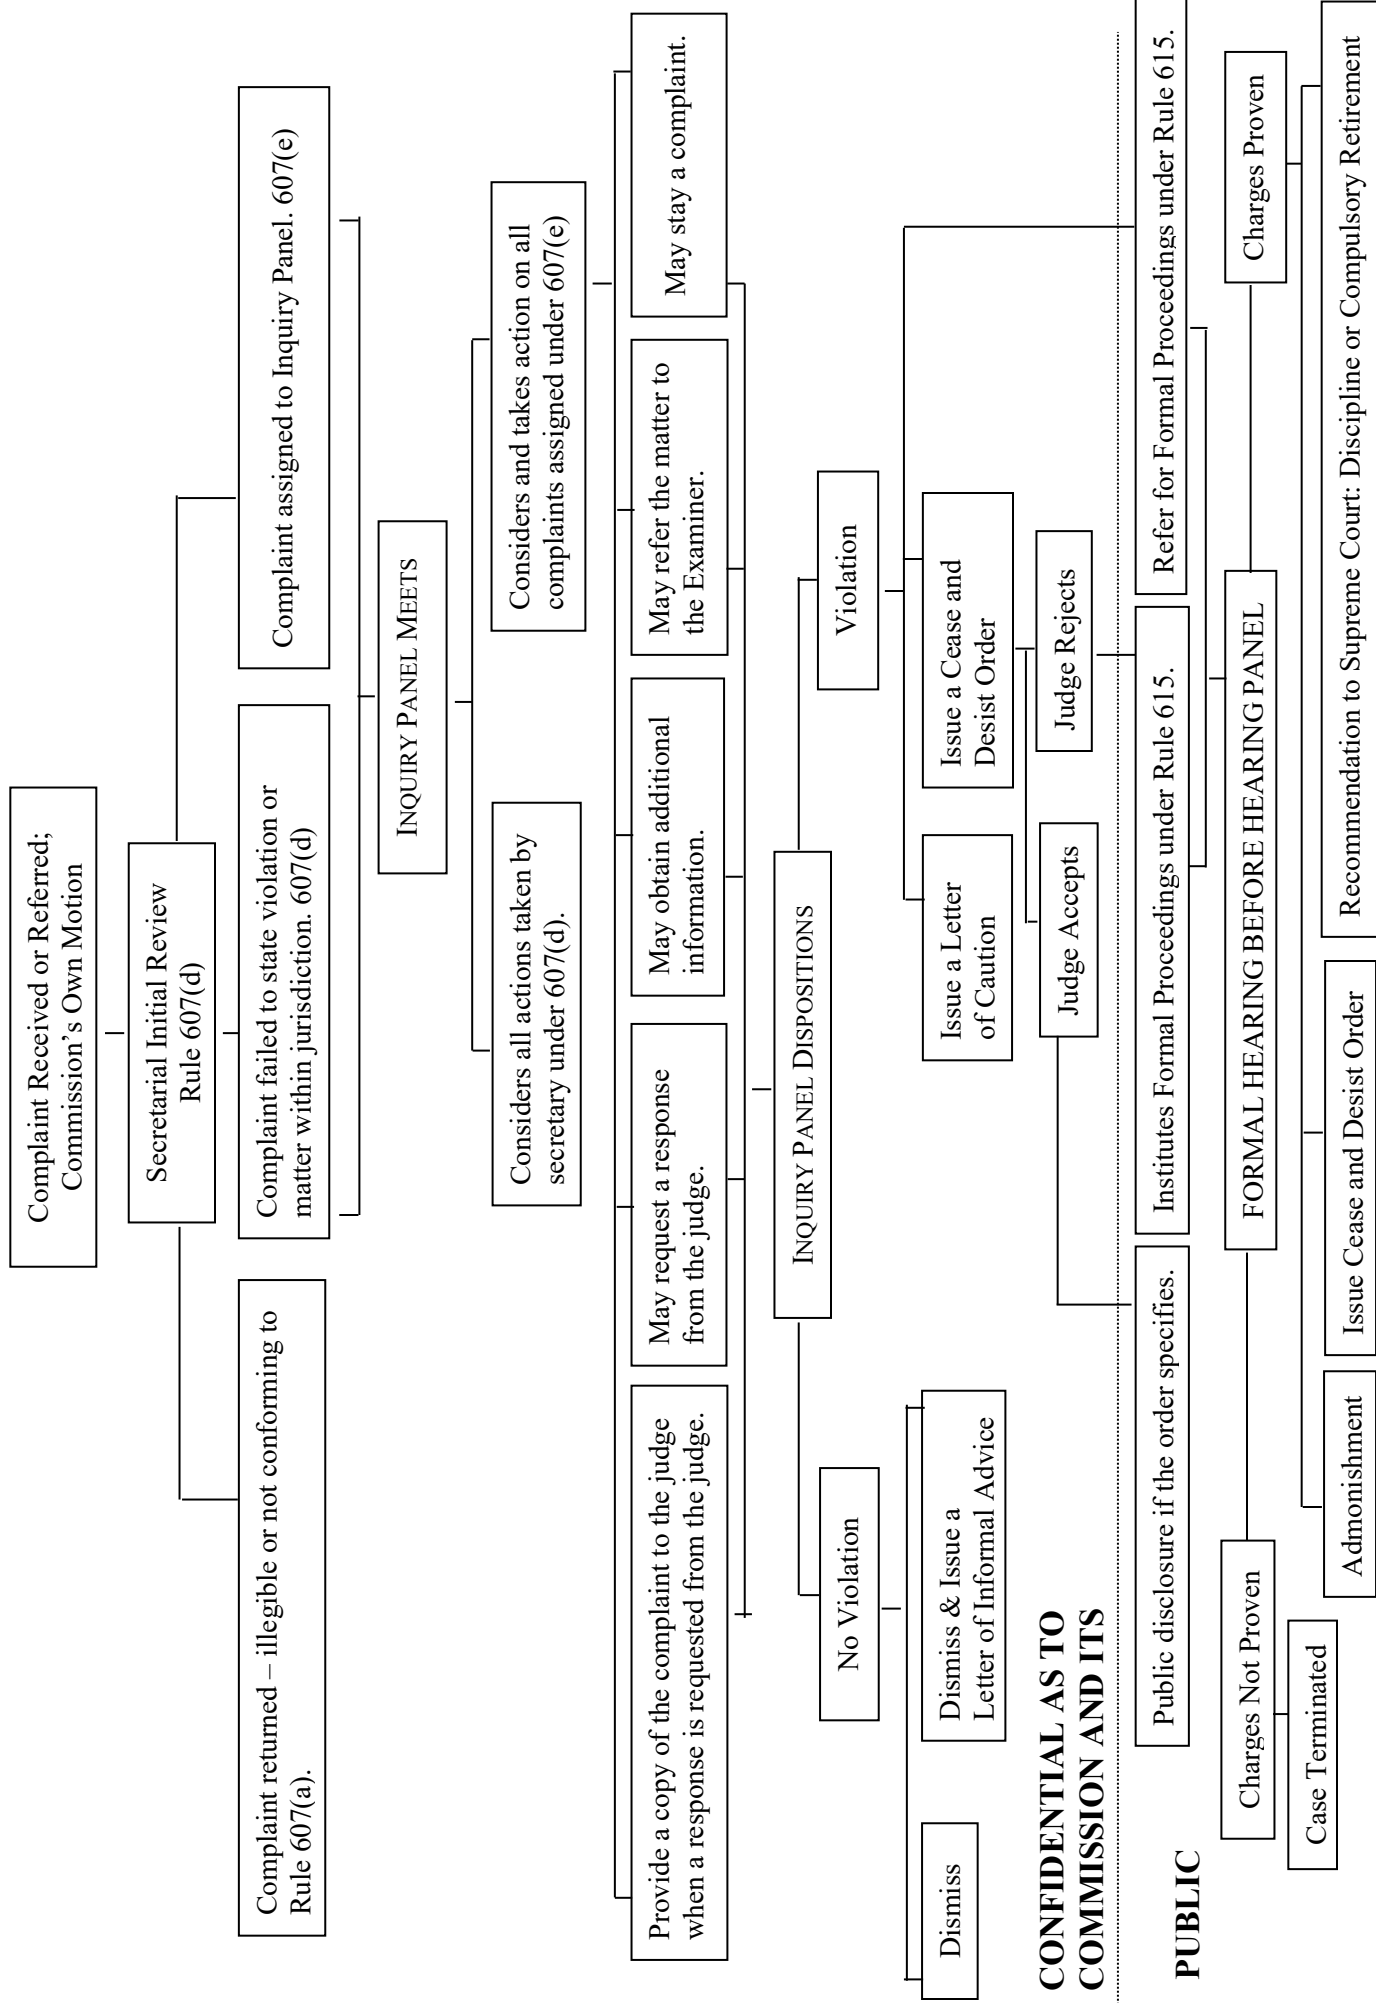 Complaint Received or Referred;
Commission’s Own Motion
Secretarial Initial Review
Rule 607(d)
Complaint returned – illegible or not conforming to
Rule 607(a).
Complaint failed to state violation or
matter within jurisdiction. 607(d)
Complaint assigned to Inquiry Panel. 607(e)
INQUIRY PANEL MEETS
Considers all actions taken by
secretary under 607(d).
Considers and takes action on all
complaints assigned under 607(e)
Provide a copy of the complaint to the judge
when a response is requested from the judge.
May request a response
from the judge.
May obtain additional
information.
May refer the matter to
the Examiner.
May stay a complaint.
INQUIRY PANEL DISPOSITIONS
No Violation
Violation
Dismiss
Dismiss & Issue a
Letter of Informal Advice
Issue a Letter
of Caution
Issue a Cease and
Desist Order
Judge Accepts
Judge Rejects
CONFIDENTIAL AS TO
COMMISSION AND ITS
PUBLIC
Public disclosure if the order specifies.
Institutes Formal Proceedings under Rule 615.
Refer for Formal Proceedings under Rule 615.
Charges Not Proven
FORMAL HEARING BEFORE HEARING PANEL
Charges Proven
Case Terminated
Admonishment
Issue Cease and Desist Order
Recommendation to Supreme Court: Discipline or Compulsory Retirement